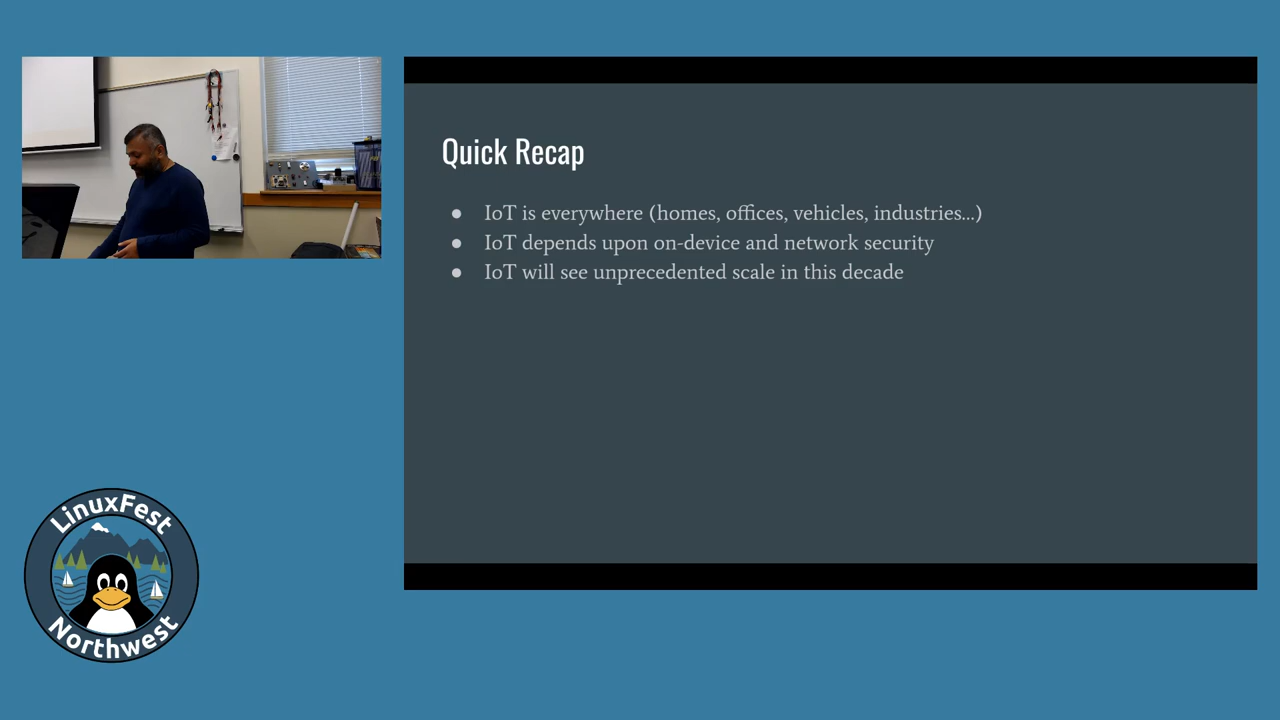 Quick Recap
● IoT is everywhere (homes, offices, vehicles, industries...)
● IoT depends upon on-device and network security
● IoT will see unprecedented scale in this decade
LinuxFest
Northwest